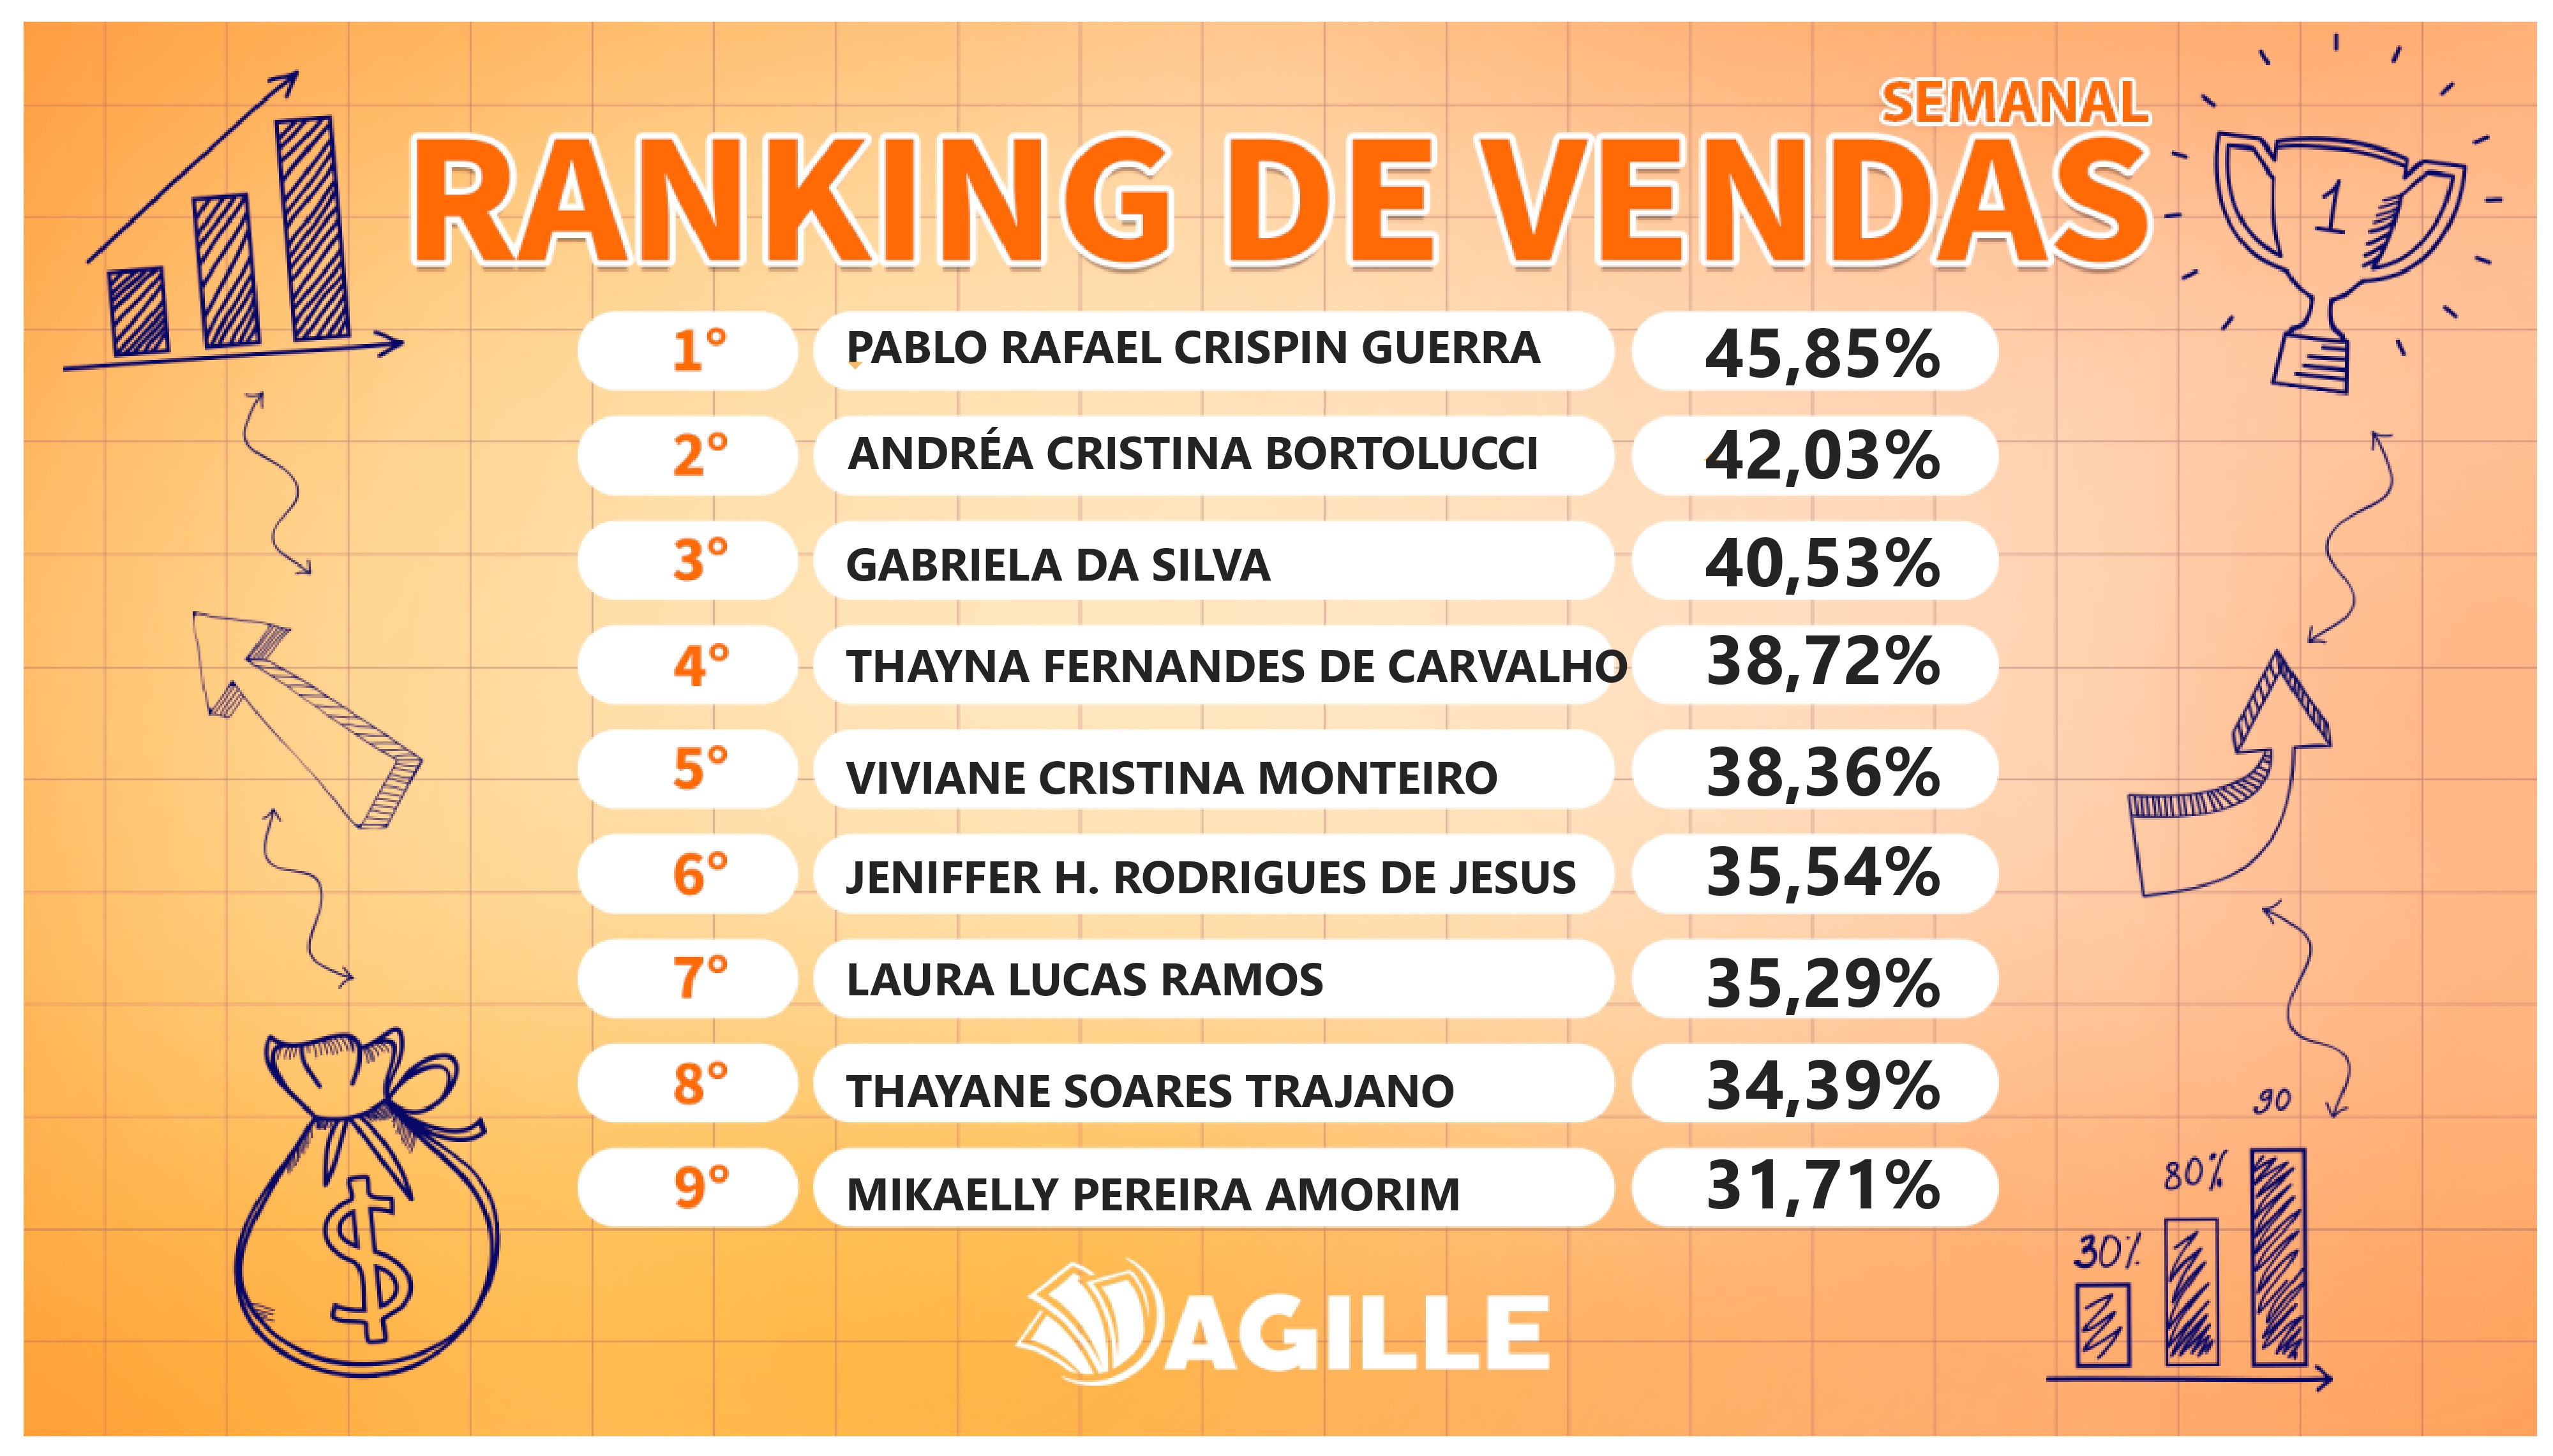 SEMANAL
RANKING DE VENDAS
1
1° PABLO RAFAEL CRISPIN GUERRA 45,85%
2° ANDRÉA CRISTINA BORTOLUCCI 42,03%
3° GABRIELA DA SILVA 40,53%
4° THAYNA FERNANDES DE CARVALHO 38,72%
5° VIVIANE CRISTINA MONTEIRO 38,36%
6° JENIFFER H. RODRIGUES DE JESUS 35,54%
7° LAURA LUCAS RAMOS 35,29%
8° THAYANE SOARES TRAJANO 34,39%
9° MIKAELLY PEREIRA AMORIM 31,71%
$
30%
80%
90
AGILLE